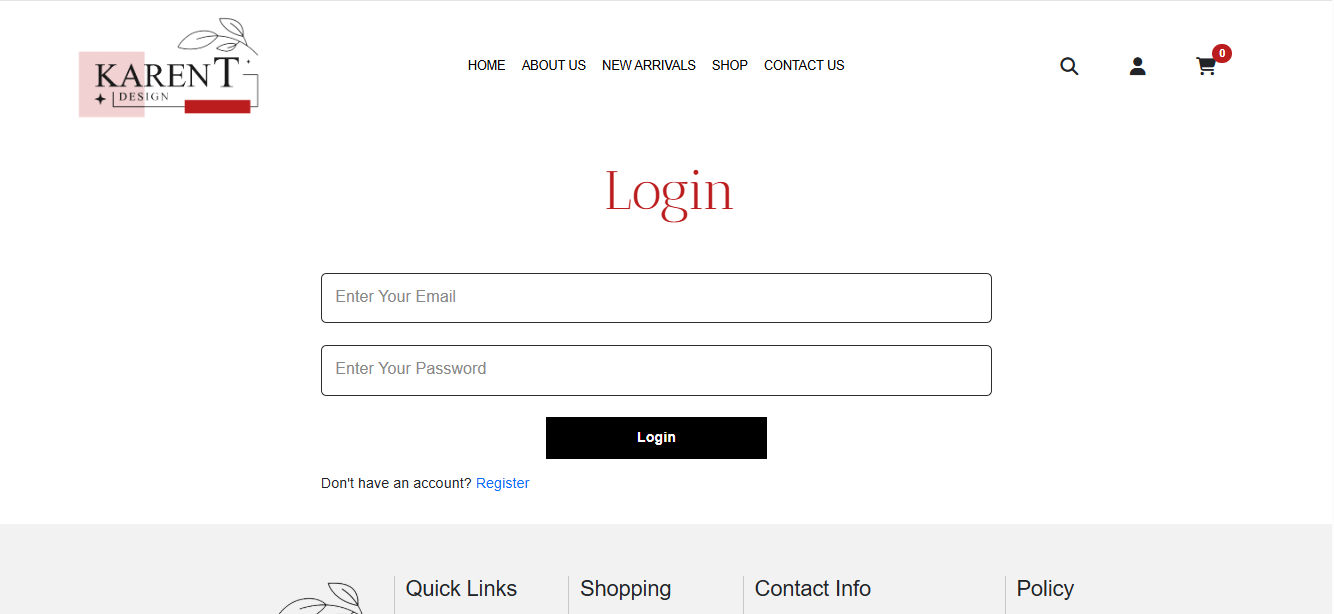 KARENT
DESIGN
HOME ABOUT US NEW ARRIVALS SHOP CONTACT US
0
Login
Enter Your Email
Enter Your Password
Login
Don't have an account? Register
Quick Links Shopping Contact Info Policy